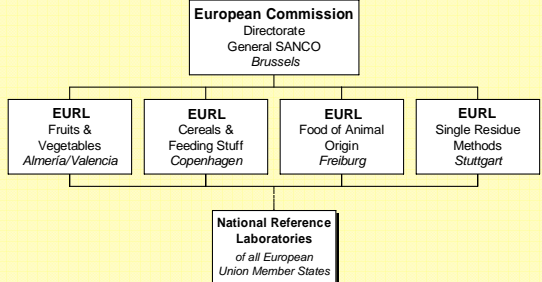 European Commission
Directorate
General SANCO
Brussels
EURL
Fruits &
Vegetables
Almería/Valencia
EURL
Cereals &
Feeding Stuff
Copenhagen
EURL
Food of Animal
Origin
Freiburg
EURL
Single Residue
Methods
Stuttgart
National Reference
Laboratories
of all European
Union Member States